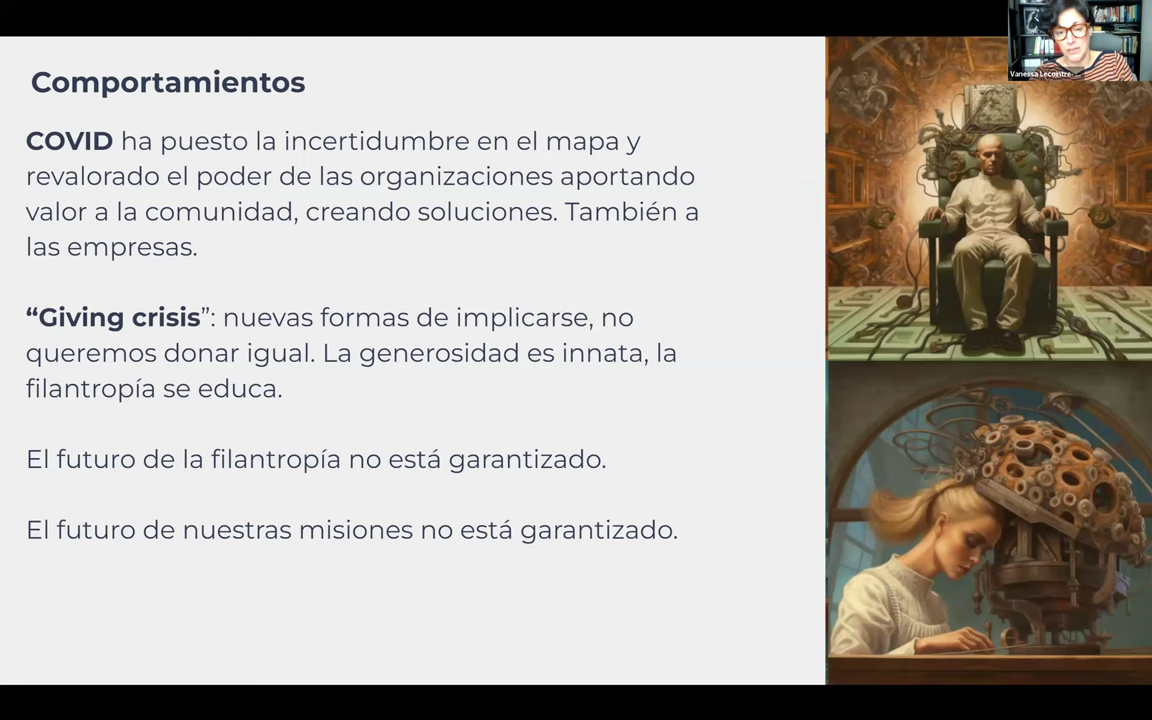 Comportamientos
COVID ha puesto la incertidumbre en el mapa y
revalorado el poder de las organizaciones aportando
valor a la comunidad, creando soluciones. También a
las empresas.
“Giving crisis”: nuevas formas de implicarse, no
queremos donar igual. La generosidad es innata, la
filantropía se educa.
El futuro de la filantropía no está garantizado.
El futuro de nuestras misiones no está garantizado.
Vanessa Lecointre